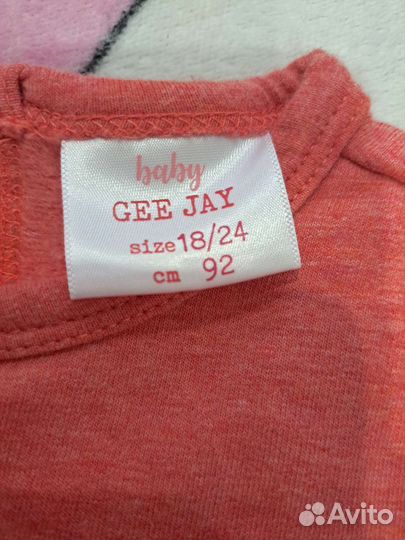 baby
GEE JAY
size 18/24
cm 92
Avito